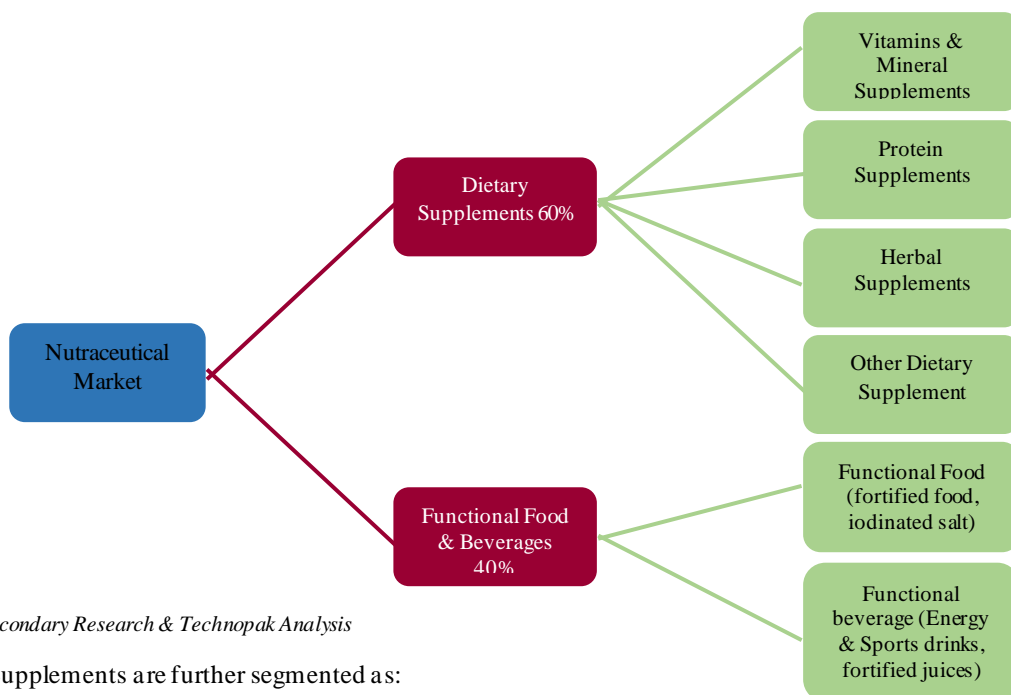 Nutraceutical
Market
Dietary
Supplements 60%
Functional Food
& Beverages
40%
Vitamins &
Mineral
Supplements
Protein
Supplements
Herbal
Supplements
Other Dietary
Supplement
Functional Food
(fortified food,
iodinated salt)
Functional
beverage (Energy
& Sports drinks,
fortified juices)
condary Research & Technopak Analysis
upplements are further segmented as: